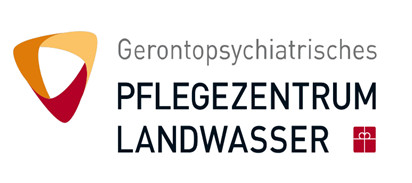 Gerontopsychiatrisches
PFLEGEZENTRUM
LANDWASSER